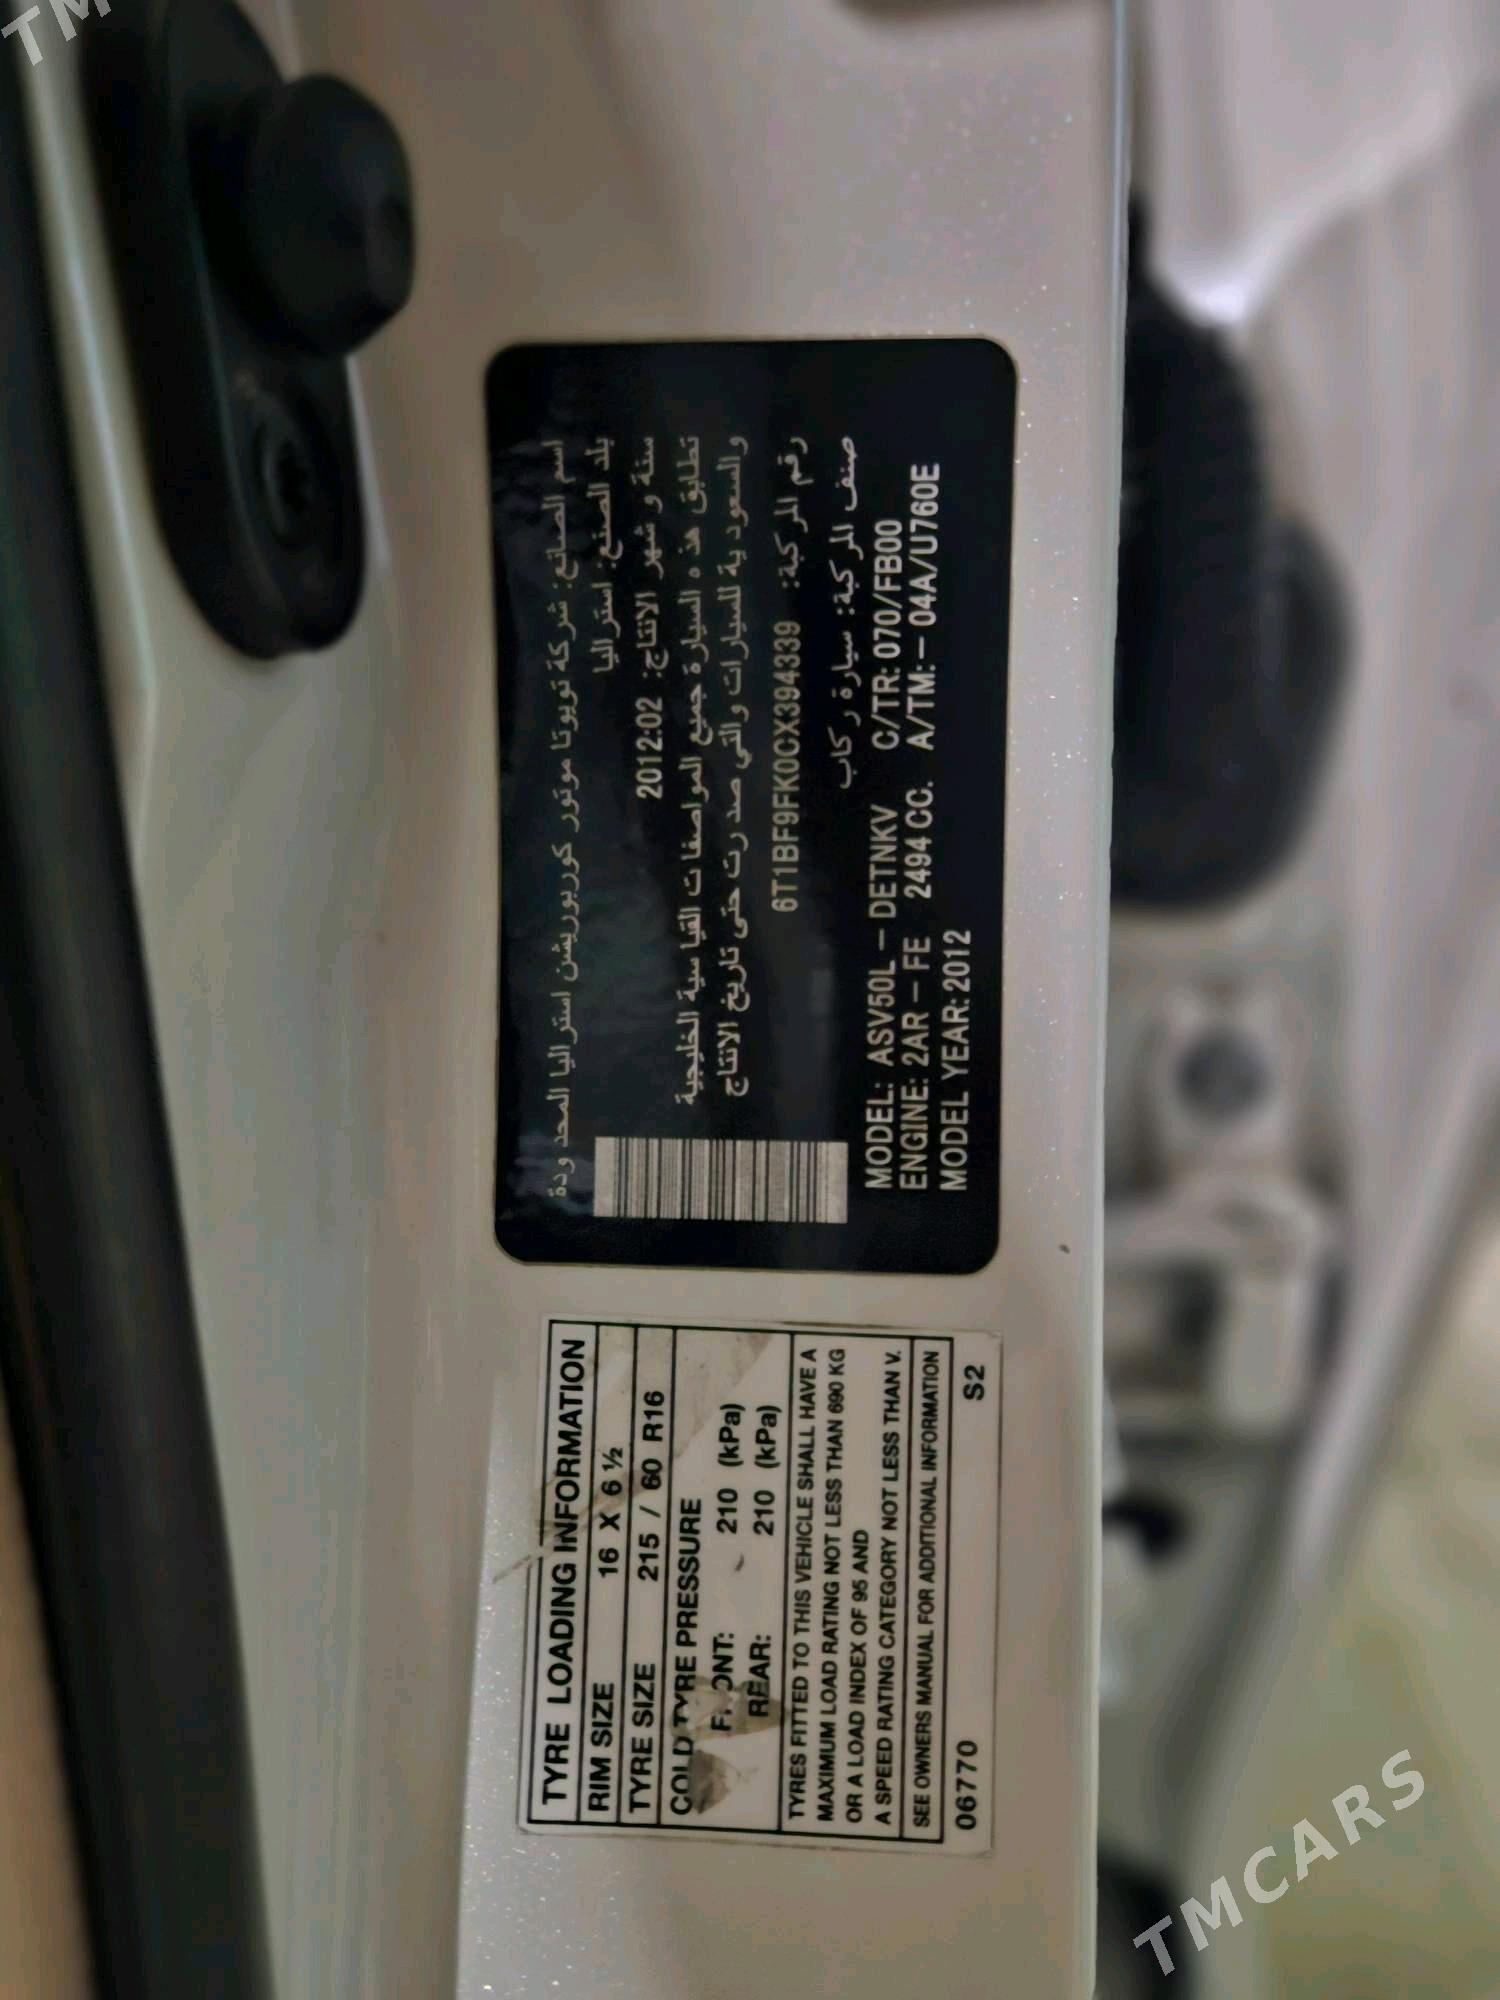 TM
اسم الصانع: شركة تويوتا موتور كوربوريشن استراليا المحدودة
بلد الصنع: استراليا
سنة و شهر الانتاج: 2012:02
تطابق هذه السيارة جميع المواصفات القياسية الخليجية
والسعودية للسيارات والتي صدرت حتى تاريخ الانتاج
رقم المركبة: 6T1BF9FK0CX394339
صنف المركبة: سيارة ركاب
MODEL: ASV50L – DETNKV C/TR: 070/FB00
ENGINE: 2AR – FE 2494 CC. A/TM: – 04A/U760E
MODEL YEAR: 2012
TYRE LOADING INFORMATION
RIM SIZE 16 X 6 ½
TYRE SIZE 215 / 60 R16
COLD TYRE PRESSURE
FRONT: 210 (kPa)
REAR: 210 (kPa)
TYRES FITTED TO THIS VEHICLE SHALL HAVE A
MAXIMUM LOAD RATING NOT LESS THAN 690 KG
OR A LOAD INDEX OF 95 AND
A SPEED RATING CATEGORY NOT LESS THAN V.
SEE OWNERS MANUAL FOR ADDITIONAL INFORMATION
06770 S2
TMCARS